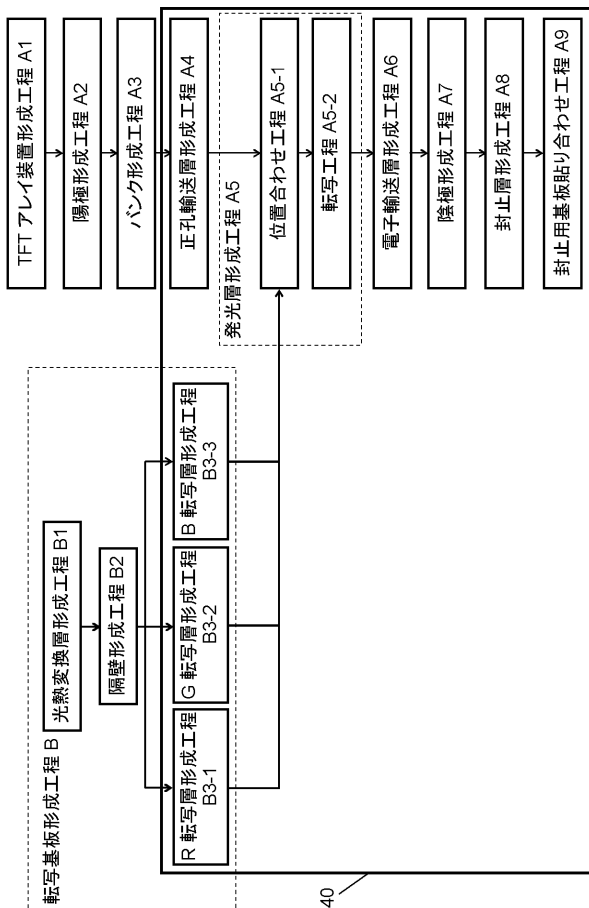 TFT アレイ装置形成工程 A1
陽極形成工程 A2
バンク形成工程 A3
正孔輸送層形成工程 A4
発光層形成工程 A5
位置合わせ工程 A5-1
転写工程 A5-2
電子輸送層形成工程 A6
陰極形成工程 A7
封止層形成工程 A8
封止用基板貼り合わせ工程 A9
転写基板形成工程 B
光熱変換層形成工程 B1
隔壁形成工程 B2
R 転写層形成工程
B3-1
G 転写層形成工程
B3-2
B 転写層形成工程
B3-3
40